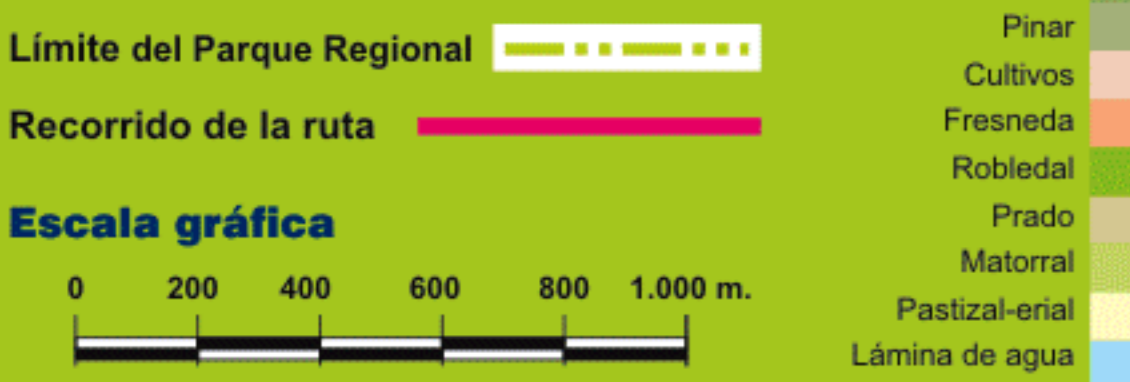 Límite del Parque Regional
Recorrido de la ruta
Escala gráfica
0 200 400 600 800 1.000 m.
Pinar
Cultivos
Fresneda
Robledal
Prado
Matorral
Pastizal-erial
Lámina de agua